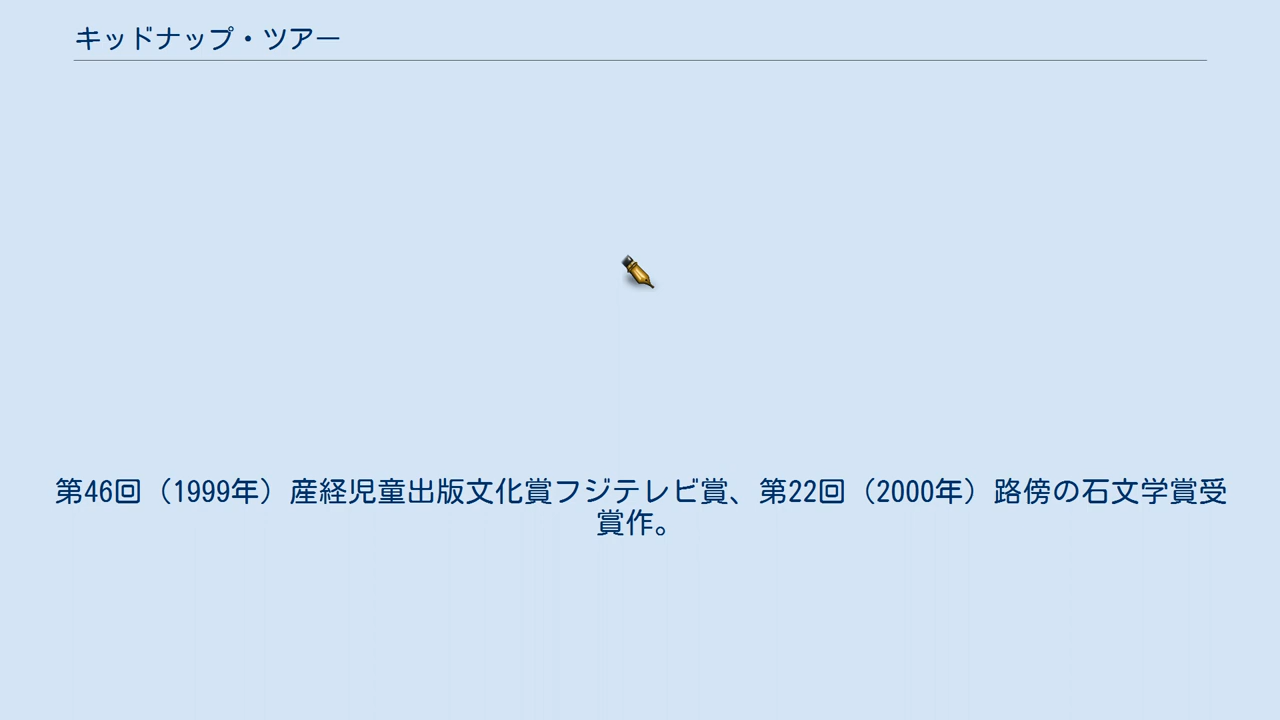 キッドナップ・ツアー
第46回（1999年）産経児童出版文化賞フジテレビ賞、第22回（2000年）路傍の石文学賞受
賞作。